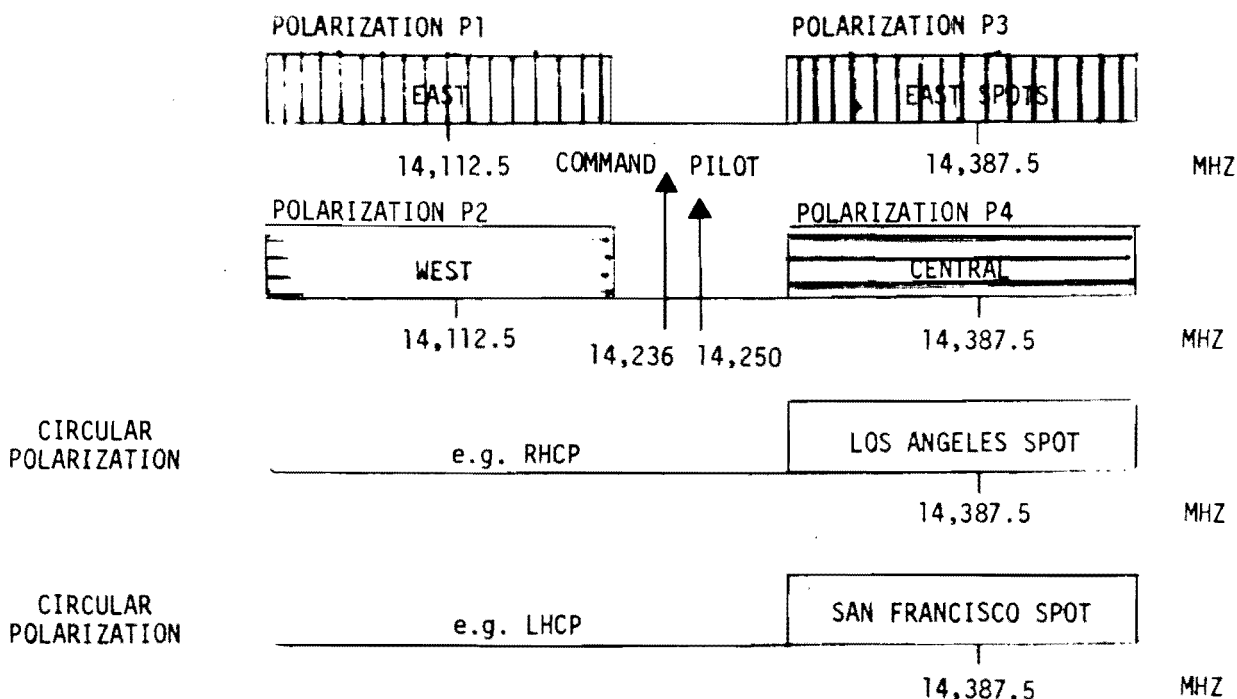 POLARIZATION P1
POLARIZATION P3
EAST
EAST SPOTS
14,112.5
COMMAND
PILOT
14,387.5
MHZ
POLARIZATION P2
POLARIZATION P4
WEST
CENTRAL
14,112.5
14,236
14,250
14,387.5
MHZ
CIRCULAR
POLARIZATION
e.g. RHCP
LOS ANGELES SPOT
14,387.5
MHZ
CIRCULAR
POLARIZATION
e.g. LHCP
SAN FRANCISCO SPOT
14,387.5
MHZ